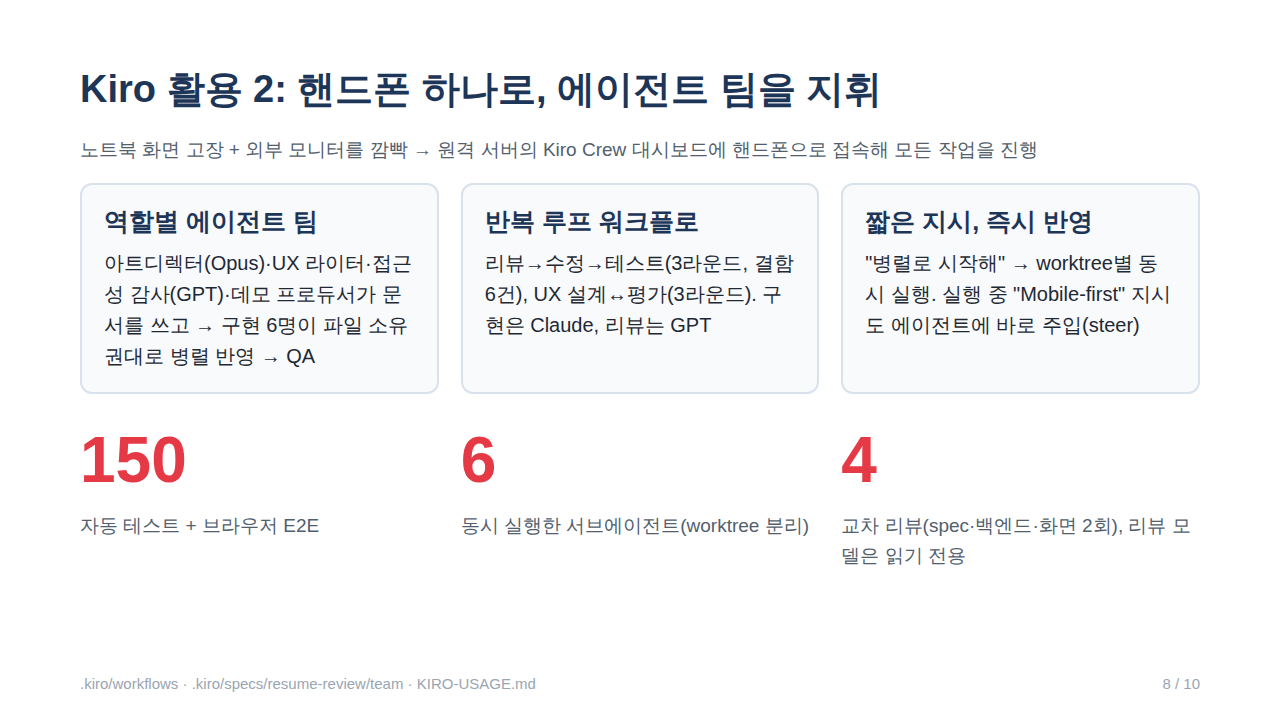 Kiro 활용 2: 핸드폰 하나로, 에이전트 팀을 지휘
노트북 화면 고장 + 외부 모니터를 깜빡 → 원격 서버의 Kiro Crew 대시보드에 핸드폰으로 접속해 모든 작업을 진행
역할별 에이전트 팀
아트디렉터(Opus)·UX 라이터·접근
성 감사(GPT)·데모 프로듀서가 문
서를 쓰고 → 구현 6명이 파일 소유
권대로 병렬 반영 → QA
반복 루프 워크플로
리뷰→수정→테스트(3라운드, 결함
6건), UX 설계↔평가(3라운드). 구
현은 Claude, 리뷰는 GPT
짧은 지시, 즉시 반영
"병렬로 시작해" → worktree별 동
시 실행. 실행 중 "Mobile-first" 지시
도 에이전트에 바로 주입(steer)
150
자동 테스트 + 브라우저 E2E
6
동시 실행한 서브에이전트(worktree 분리)
4
교차 리뷰(spec·백엔드·화면 2회), 리뷰 모
델은 읽기 전용
.kiro/workflows · .kiro/specs/resume-review/team · KIRO-USAGE.md
8 / 10